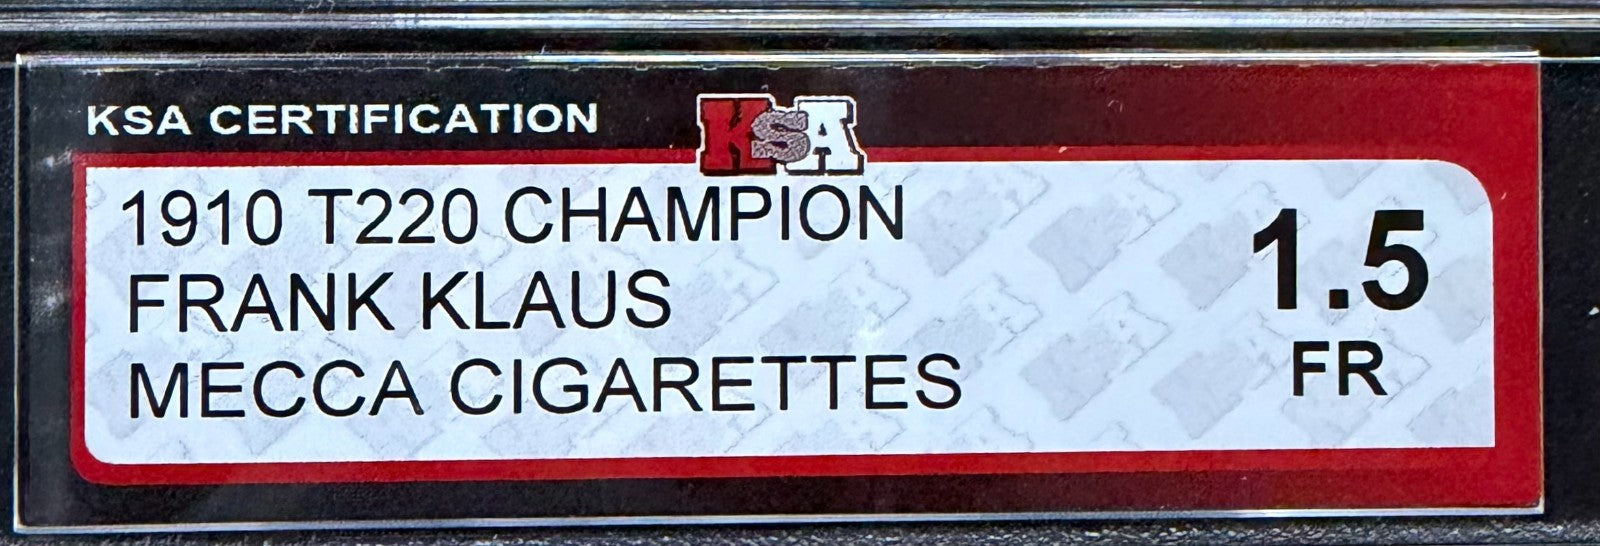 KSA CERTIFICATION
KSA
1910 T220 CHAMPION
FRANK KLAUS
MECCA CIGARETTES
1.5
FR